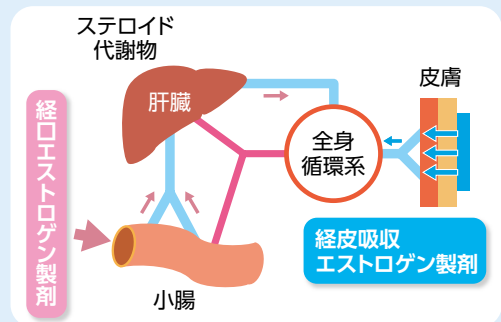 ステロイド
代謝物
肝臓
皮膚
全身
循環系
経口エストロゲン製剤
経皮吸収
エストロゲン製剤
小腸